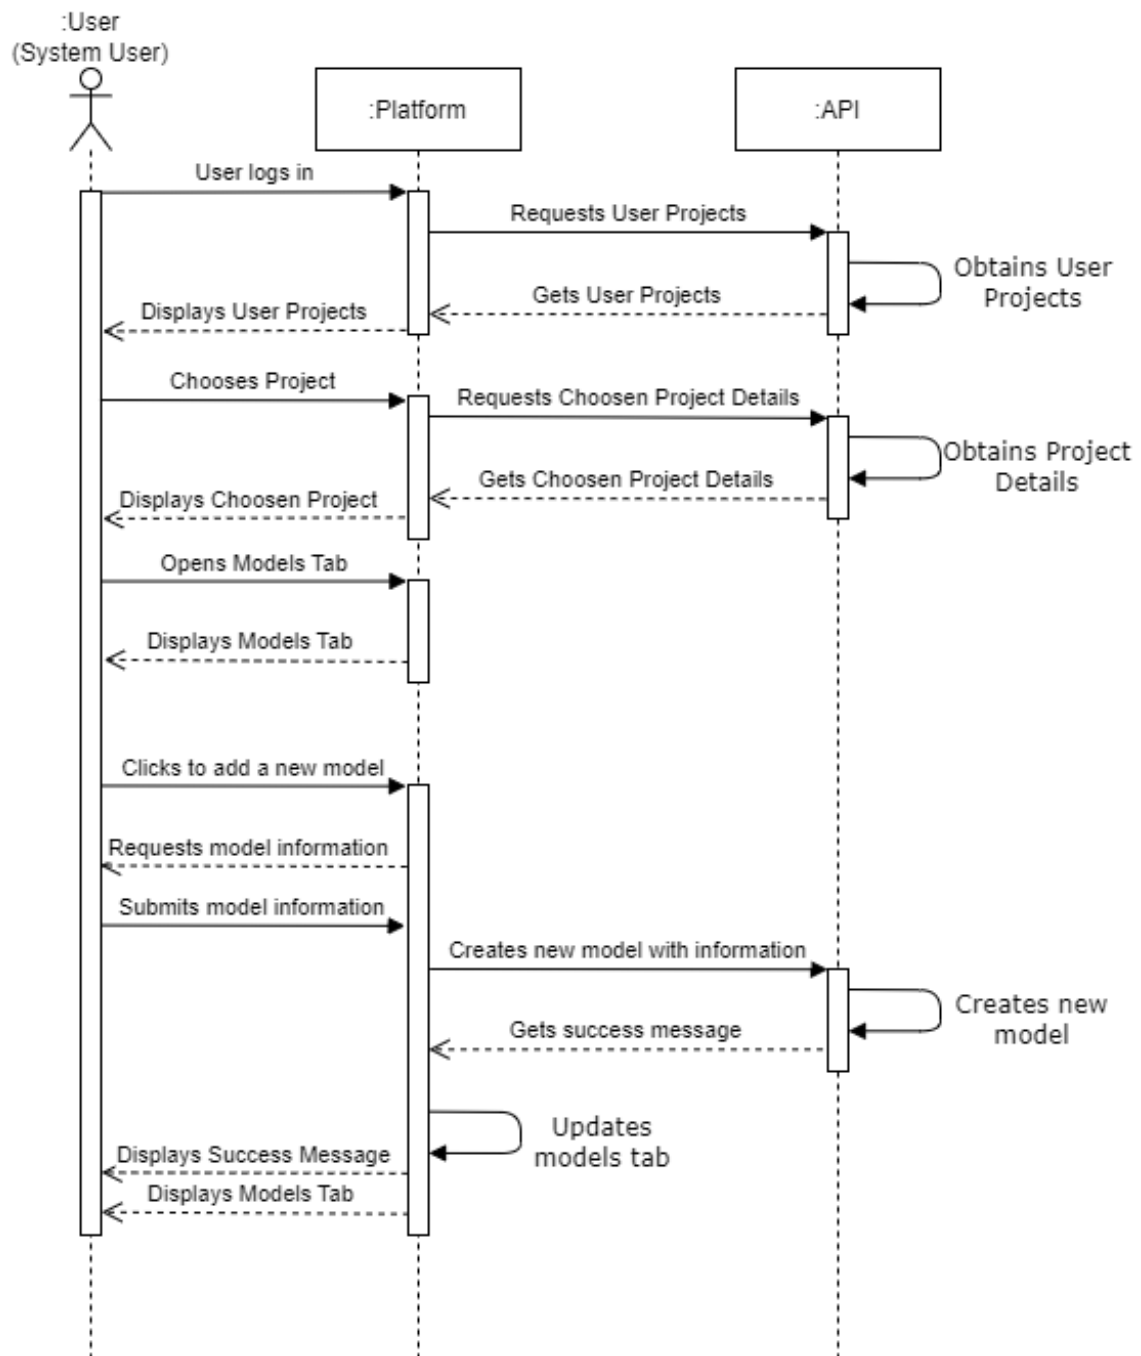 :User
(System User)
:Platform
:API
User logs in
Requests User Projects
Obtains User
Projects
Gets User Projects
Displays User Projects
Chooses Project
Requests Choosen Project Details
Obtains Project
Details
Gets Choosen Project Details
Displays Choosen Project
Opens Models Tab
Displays Models Tab
Clicks to add a new model
Requests model information
Submits model information
Creates new model with information
Creates new
model
Gets success message
Updates
models tab
Displays Success Message
Displays Models Tab